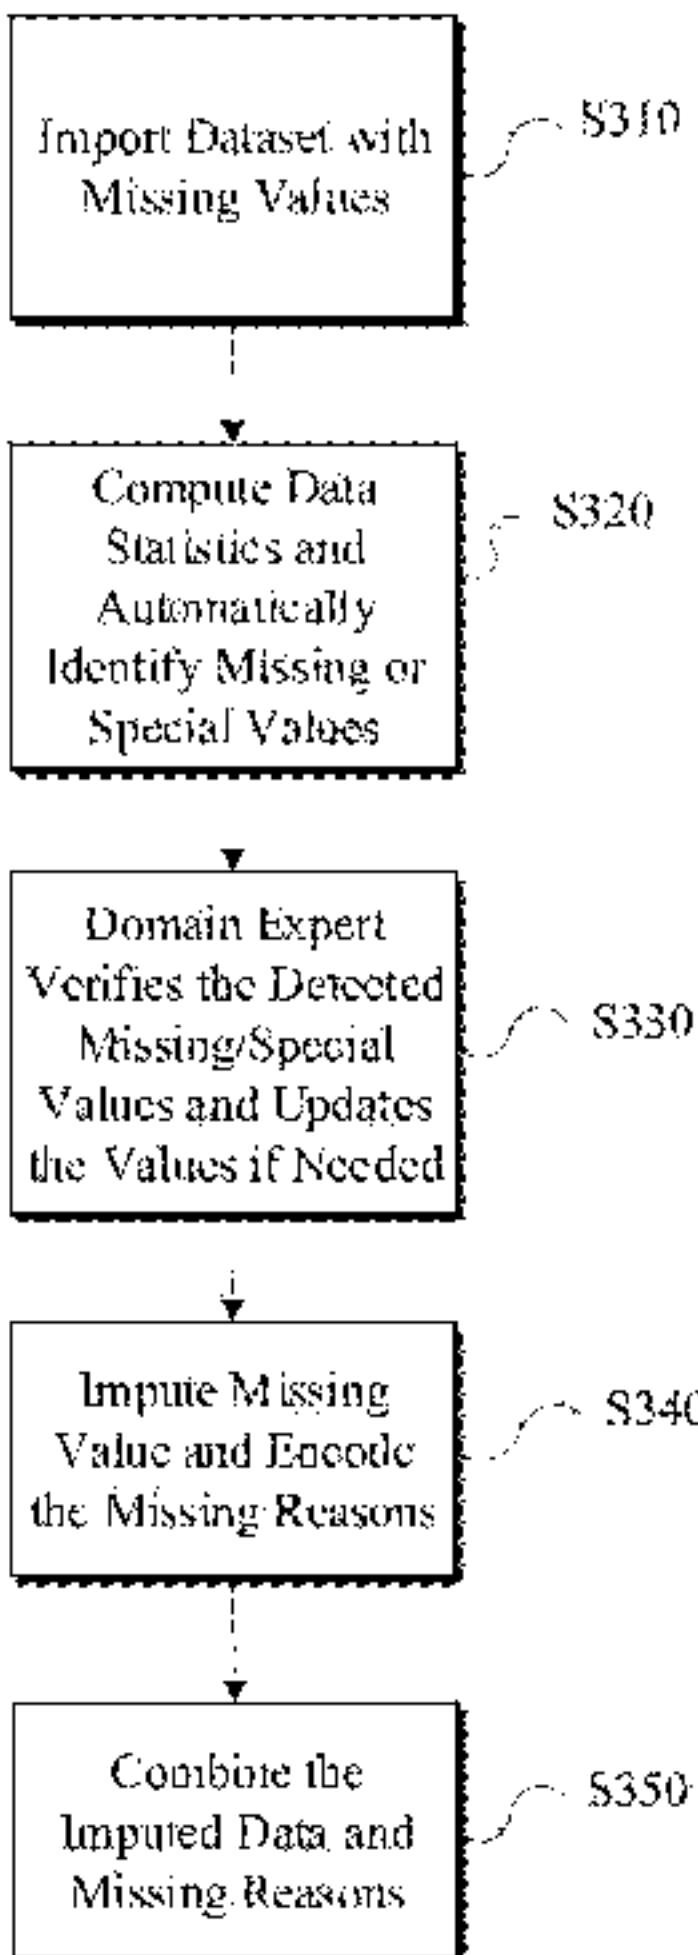 Import Dataset with
Missing Values
S310
Compute Data
Statistics and
Automatically
Identify Missing or
Special Values
S320
Domain Expert
Verifies the Detected
Missing/Special
Values and Updates
the Values if Needed
S330
Impute Missing
Value and Encode
the Missing Reasons
S340
Combine the
Imputed Data and
Missing Reasons
S350